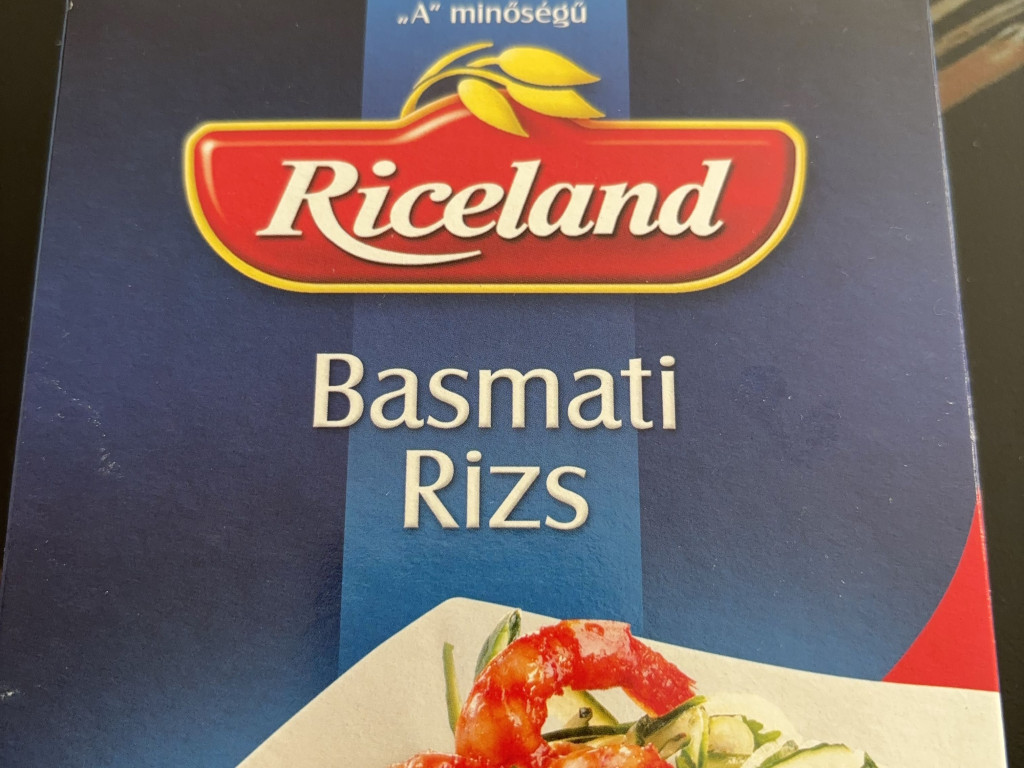 „A” minőségű
Riceland
Basmati
Rizs